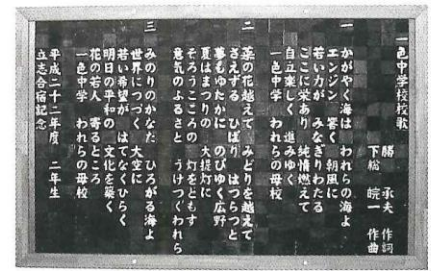 一色中学校校歌
勝 承夫 作詞
下総 皖一 作曲
一 かがやく海は われらの海よ
エンジン 響く 朝風に
若い力が みなぎりわたる
ここに栄あり 純情燃えて
自立楽しく 進みゆく
一色中学 われらの母校
二 菜の花越えて みどりを越えて
さえずる ひばり はつらつと
夢もゆたかに のびゆく広野
夏はまつりの 大提灯に
そろうこころの 灯をともす
意気のふるさと うけつぐわれら
三 みのりのかなた ひろがる海よ
世界につづく 大空に
若い希望が はてなくひらく
明日の平和の 文化を築く
花の若人 寄るところ
一色中学 われらの母校
平成二十二年度 二年生
立志合宿記念